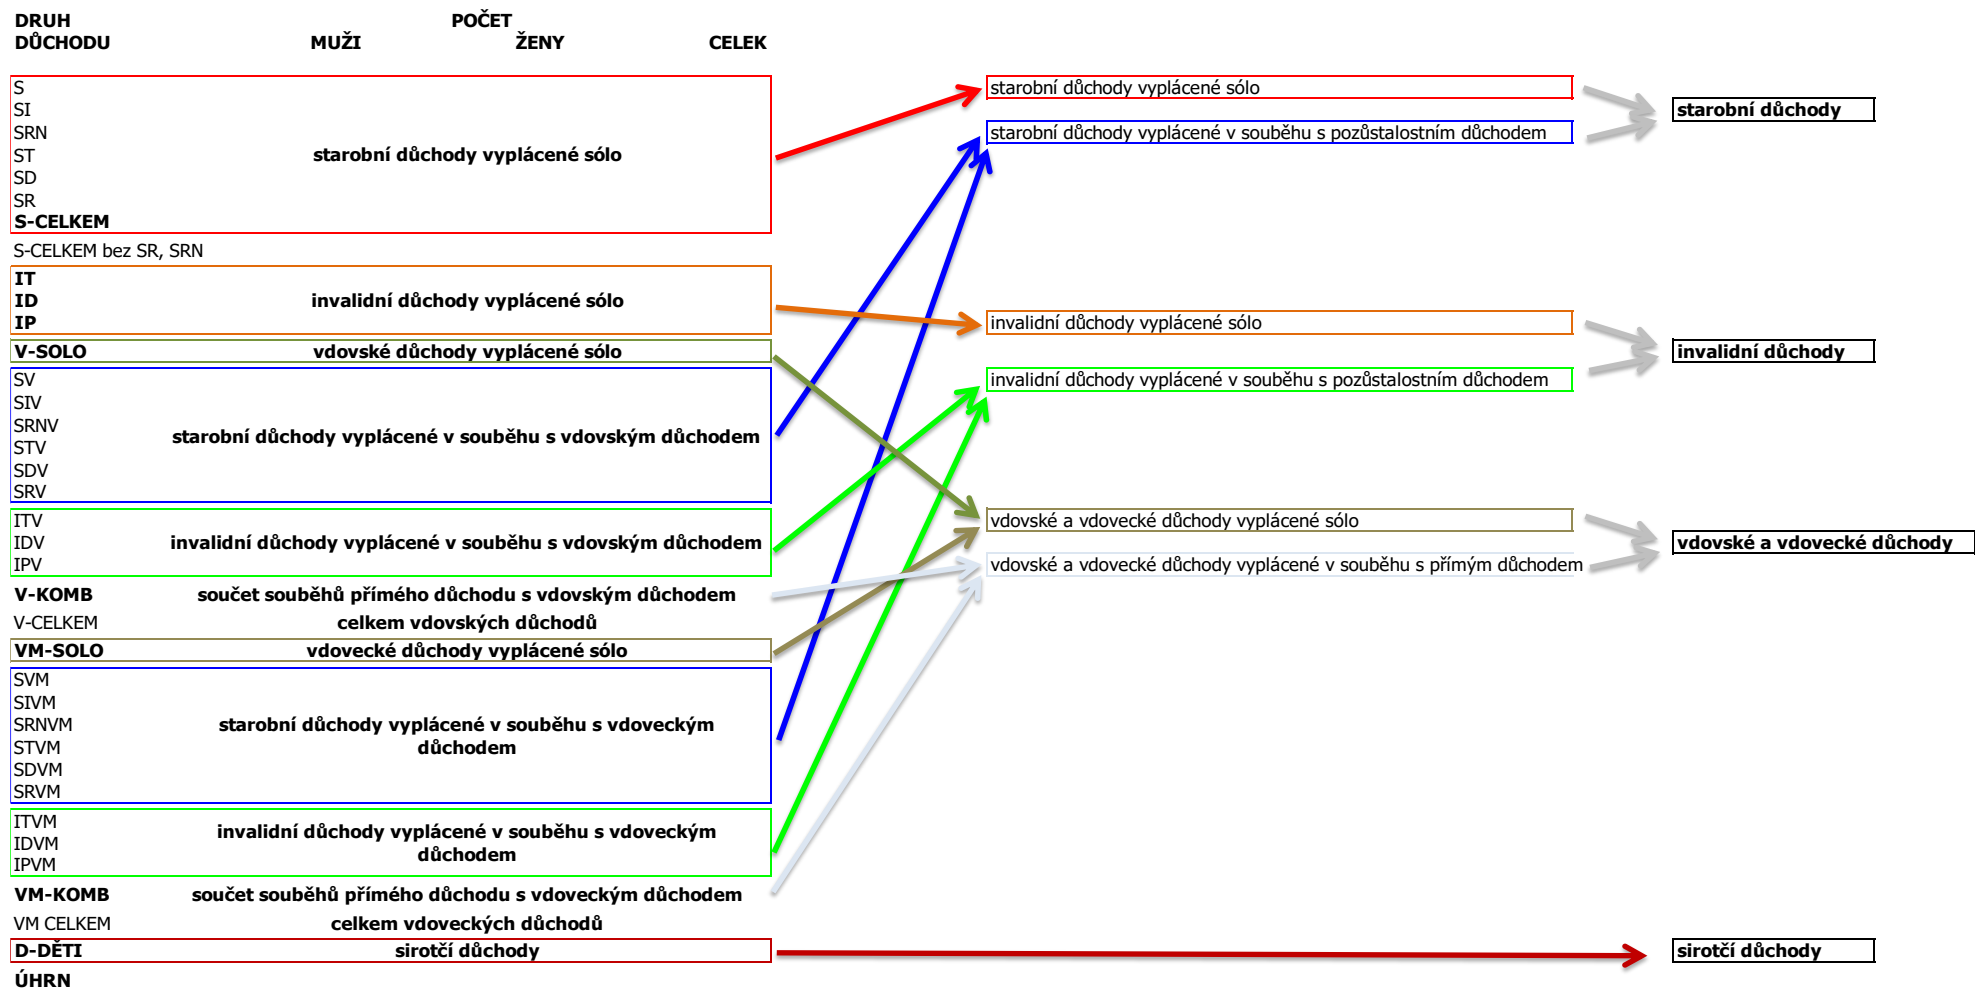 DRUH
DŮCHODU
POČET
MUŽI ŽENY CELEK
S
SI
SRN
ST
SD
SR
S-CELKEM
starobní důchody vyplácené sólo
S-CELKEM bez SR, SRN
IT
ID
IP
invalidní důchody vyplácené sólo
V-SOLO vdovské důchody vyplácené sólo
SV
SIV
SRNV
STV
SDV
SRV
starobní důchody vyplácené v souběhu s vdovským důchodem
ITV
IDV
IPV
invalidní důchody vyplácené v souběhu s vdovským důchodem
V-KOMB součet souběhů přímého důchodu s vdovským důchodem
V-CELKEM celkem vdovských důchodů
VM-SOLO vdovecké důchody vyplácené sólo
SVM
SIVM
SRNVM
STVM
SDVM
SRVM
starobní důchody vyplácené v souběhu s vdoveckým
důchodem
ITVM
IDVM
IPVM
invalidní důchody vyplácené v souběhu s vdoveckým
důchodem
VM-KOMB součet souběhů přímého důchodu s vdoveckým důchodem
VM CELKEM celkem vdoveckých důchodů
D-DĚTI sirotčí důchody
ÚHRN
starobní důchody vyplácené sólo
starobní důchody vyplácené v souběhu s pozůstalostním důchodem
invalidní důchody vyplácené sólo
invalidní důchody vyplácené v souběhu s pozůstalostním důchodem
vdovské a vdovecké důchody vyplácené sólo
vdovské a vdovecké důchody vyplácené v souběhu s přímým důchodem
starobní důchody
invalidní důchody
vdovské a vdovecké důchody
sirotčí důchody